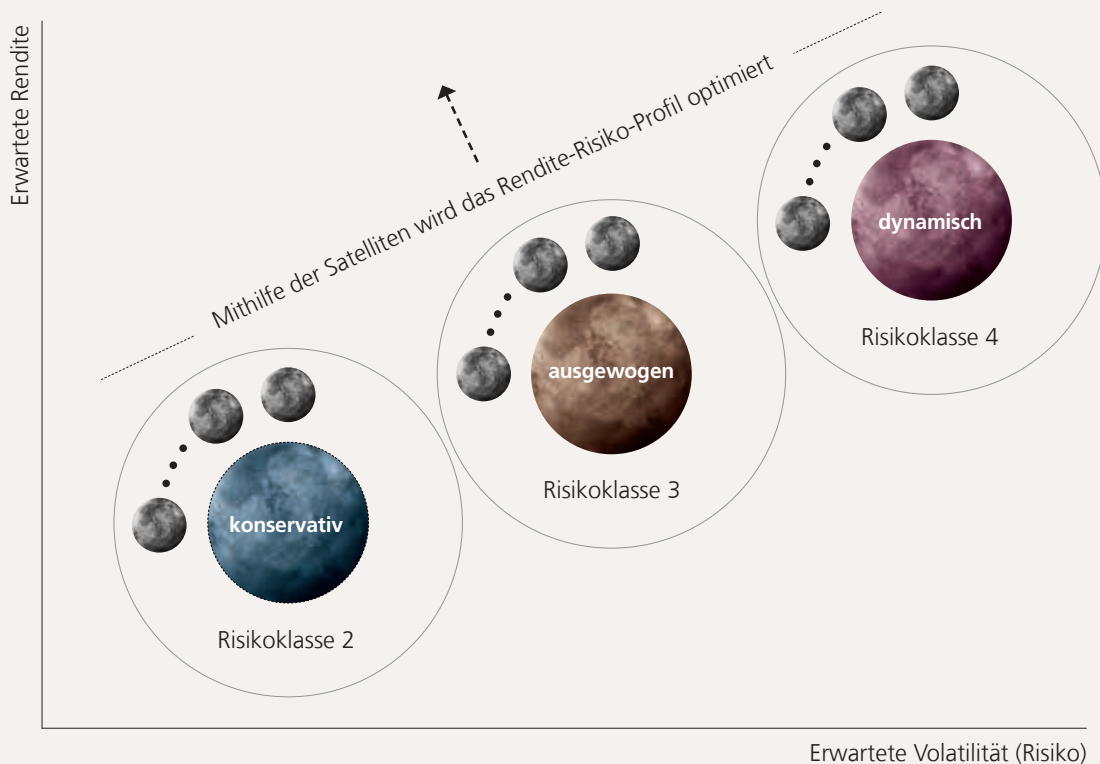 Erwartete Rendite
Mithilfe der Satelliten wird das Rendite-Risiko-Profil optimiert
dynamisch
Risikoklasse 4
ausgewogen
Risikoklasse 3
konservativ
Risikoklasse 2
Erwartete Volatilität (Risiko)